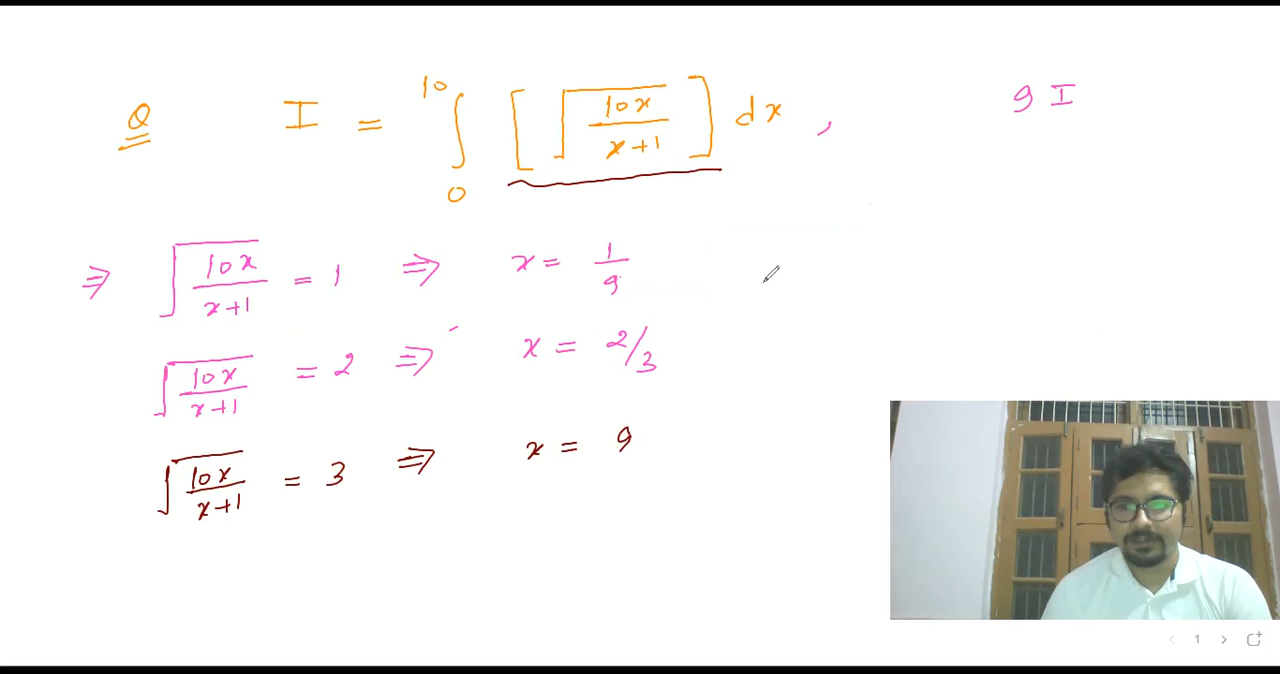 Q I = ∫₀¹⁰ [√(10x/(x+1))] dx , 9 I
⇒ √(10x/(x+1)) = 1 ⇒ x = 1/9
√(10x/(x+1)) = 2 ⇒ x = 2/3
√(10x/(x+1)) = 3 ⇒ x = 9
1